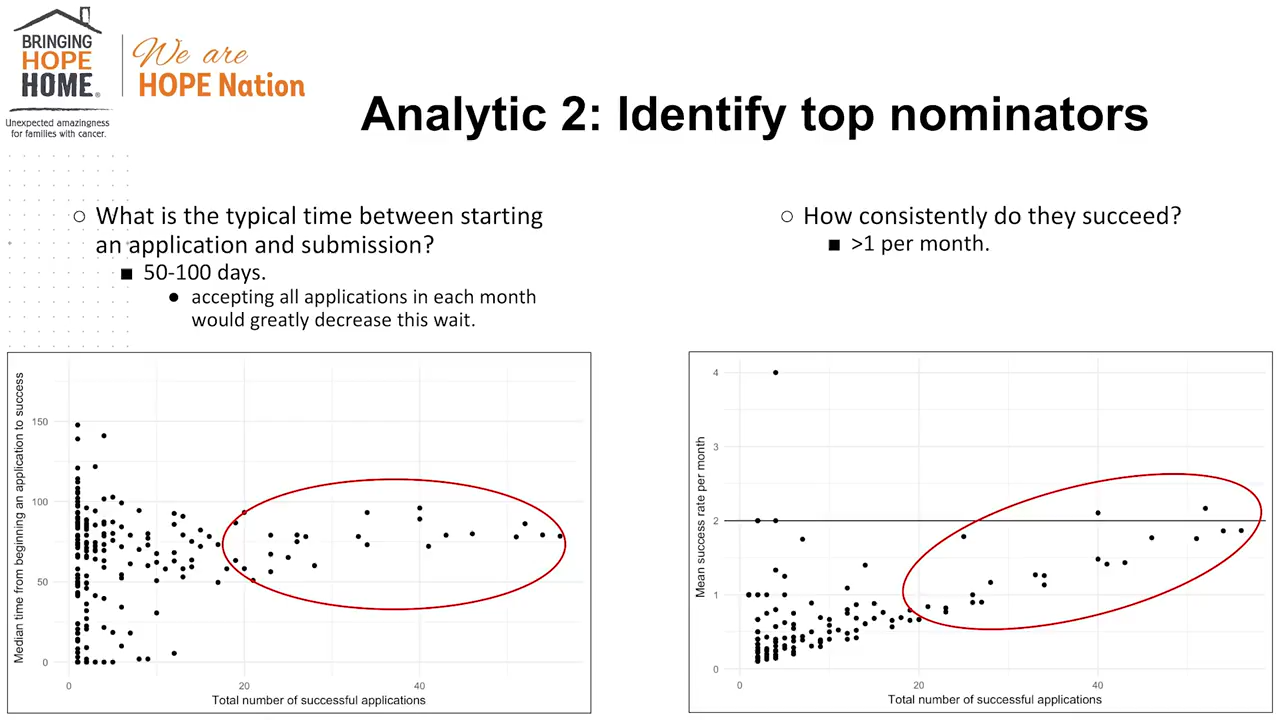 BRINGING
HOPE
HOME®
Unexpected amazingness
for families with cancer.
We are
HOPE Nation
Analytic 2: Identify top nominators
○ What is the typical time between starting
an application and submission?
■ 50-100 days.
● accepting all applications in each month
would greatly decrease this wait.
○ How consistently do they succeed?
■ >1 per month.
Median time from beginning an application to success
150
100
50
0
0
20
40
Total number of successful applications
Mean success rate per month
4
3
2
1
0
0
20
40
Total number of successful applications